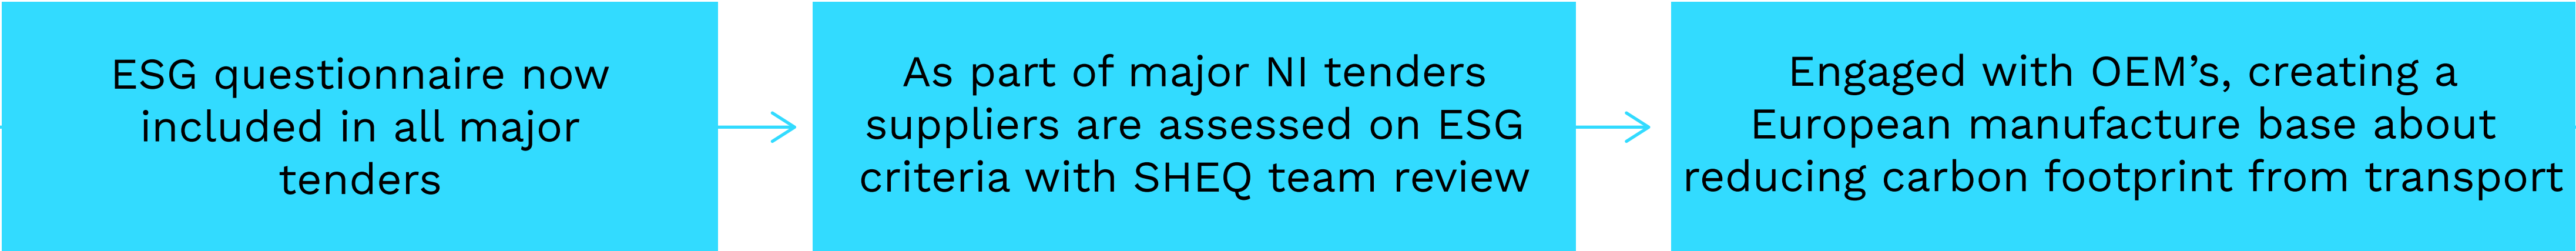 ESG questionnaire now
included in all major
tenders
As part of major NI tenders
suppliers are assessed on ESG
criteria with SHEQ team review
Engaged with OEM’s, creating a
European manufacture base about
reducing carbon footprint from transport